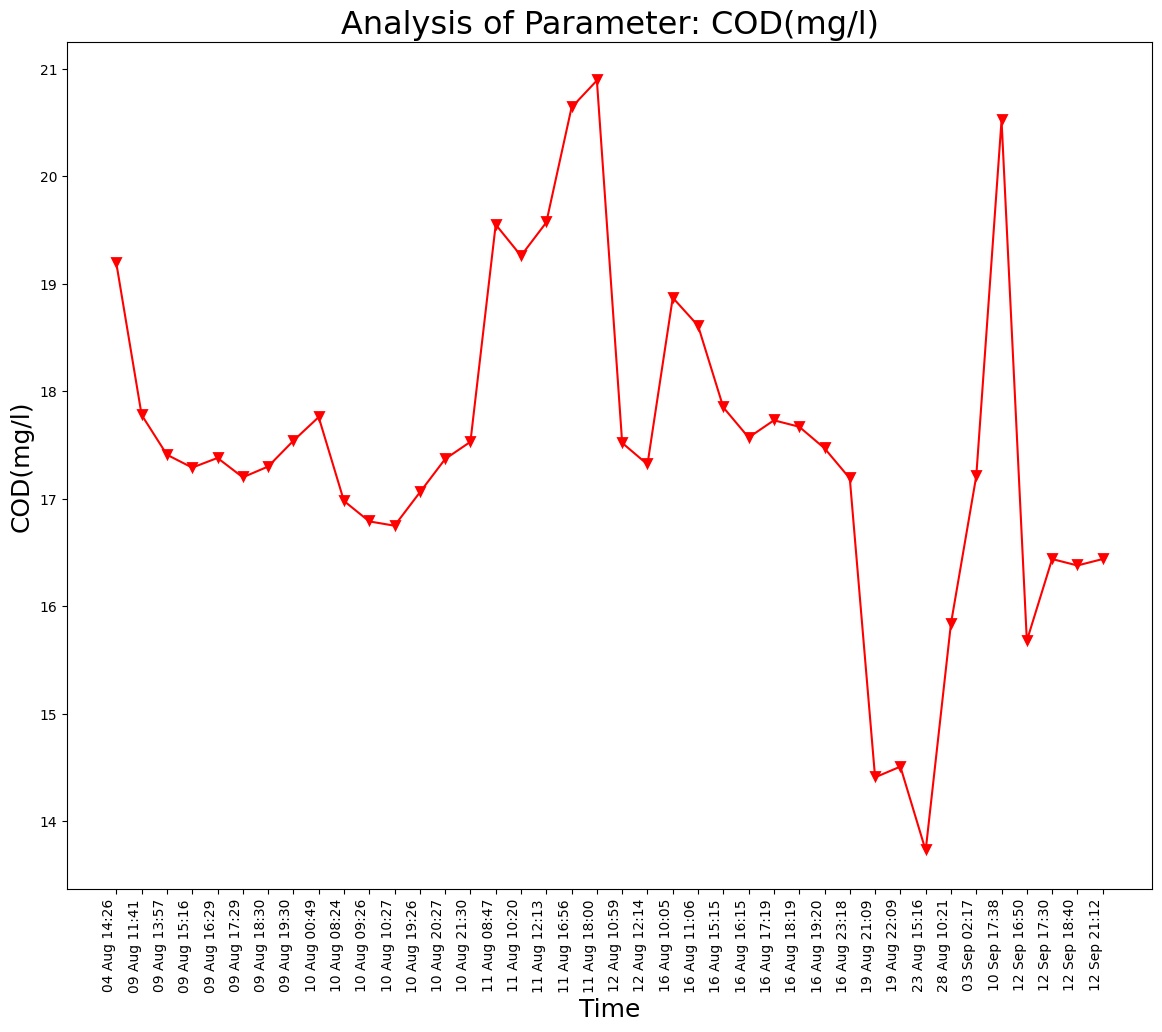 Analysis of Parameter: COD(mg/l)
21
20
19
18
17
16
15
14
COD(mg/l)
04 Aug 14:26
09 Aug 11:41
09 Aug 13:57
09 Aug 15:16
09 Aug 16:29
09 Aug 17:29
09 Aug 18:30
09 Aug 19:30
10 Aug 00:49
10 Aug 08:24
10 Aug 09:26
10 Aug 10:27
10 Aug 19:26
10 Aug 20:27
10 Aug 21:30
11 Aug 08:47
11 Aug 10:20
11 Aug 12:13
11 Aug 16:56
11 Aug 18:00
12 Aug 10:59
12 Aug 12:14
16 Aug 10:05
16 Aug 11:06
16 Aug 15:15
16 Aug 16:15
16 Aug 17:19
16 Aug 18:19
16 Aug 19:20
16 Aug 23:18
19 Aug 21:09
19 Aug 22:09
23 Aug 15:16
28 Aug 10:21
03 Sep 02:17
10 Sep 17:38
12 Sep 16:50
12 Sep 17:30
12 Sep 18:40
12 Sep 21:12
Time